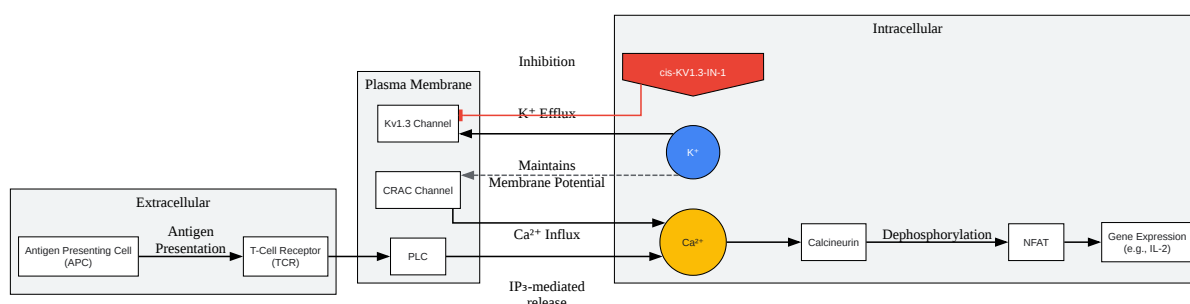 Intracellular
Inhibition
cis-KV1.3-IN-1
Plasma Membrane
K⁺ Efflux
Kv1.3 Channel
K⁺
Maintains
Membrane Potential
CRAC Channel
Extracellular
Antigen
Presentation
Antigen Presenting Cell
(APC)
T-Cell Receptor
(TCR)
PLC
Ca²⁺ Influx
Ca²⁺
Calcineurin
Dephosphorylation
NFAT
Gene Expression
(e.g., IL-2)
IP₃-mediated
release